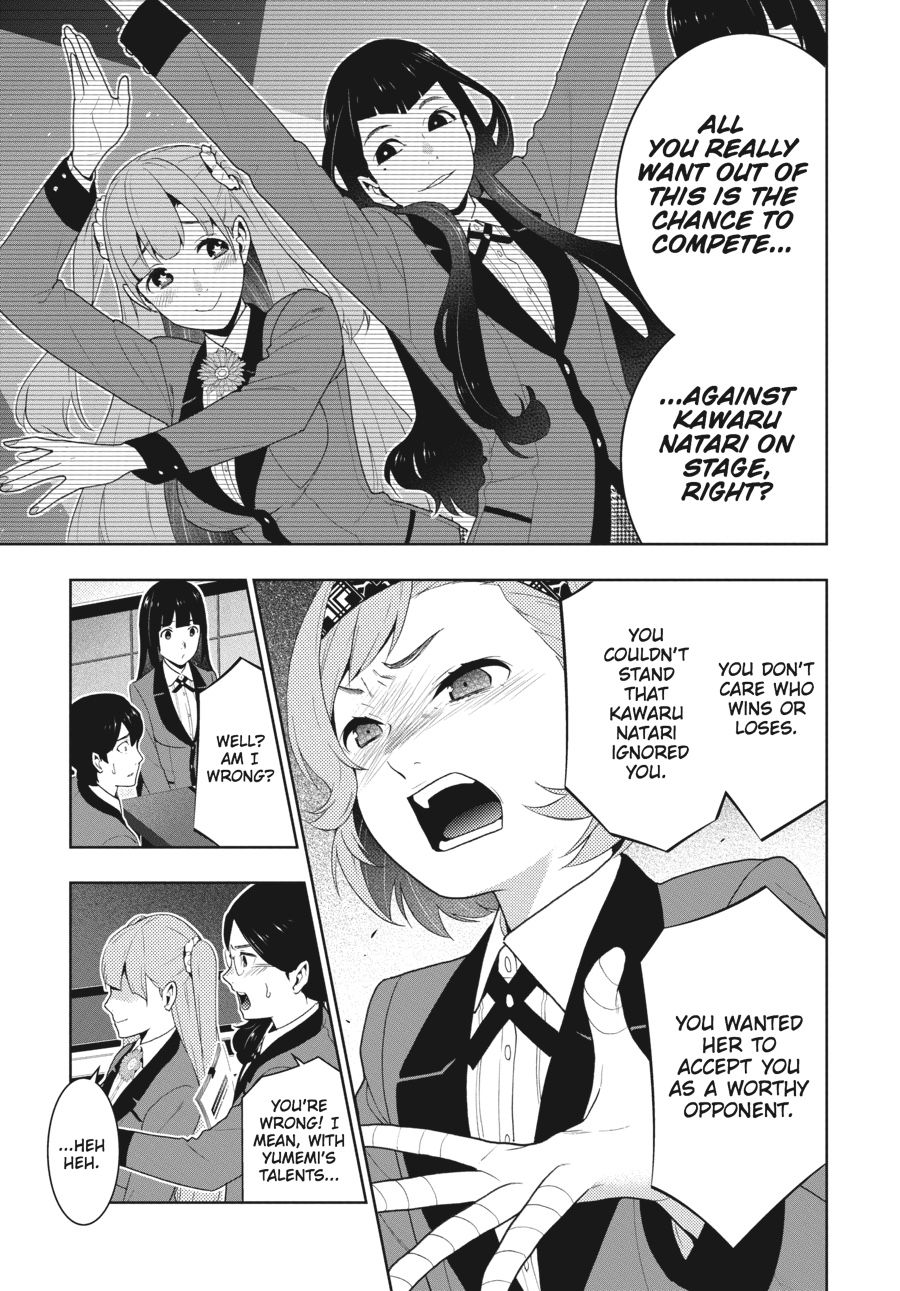 ALL
YOU REALLY
WANT OUT OF
THIS IS THE
CHANCE TO
COMPETE...
...AGAINST
KAWARU
NATARI ON
STAGE,
RIGHT?
YOU DON'T
CARE WHO
WINS OR
LOSES.
YOU
COULDN'T
STAND
THAT
KAWARU
NATARI
IGNORED
YOU.
YOU WANTED
HER TO
ACCEPT YOU
AS A WORTHY
OPPONENT.
WELL?
AM I
WRONG?
YOU'RE
WRONG! I
MEAN, WITH
YUMEMI'S
TALENTS...
...HEH
HEH.